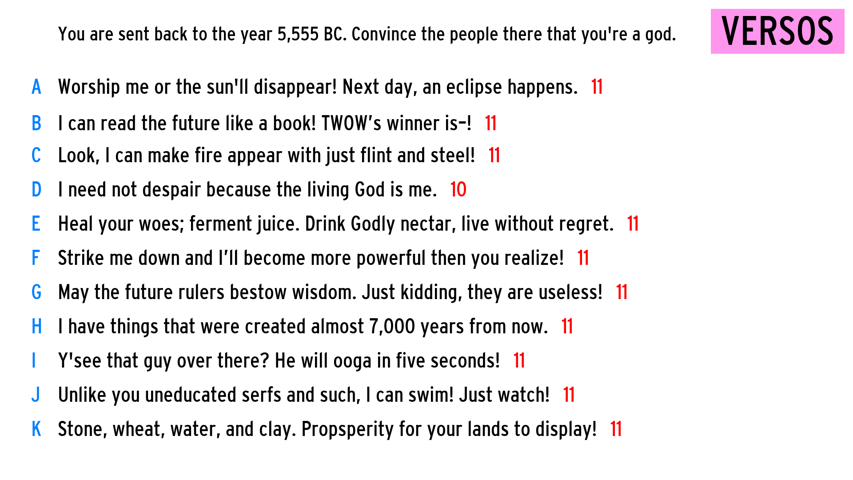 You are sent back to the year 5,555 BC. Convince the people there that you're a god.
VERSOS
A Worship me or the sun'll disappear! Next day, an eclipse happens. 11
B I can read the future like a book! TWOW’s winner is-! 11
C Look, I can make fire appear with just flint and steel! 11
D I need not despair because the living God is me. 10
E Heal your woes; ferment juice. Drink Godly nectar, live without regret. 11
F Strike me down and I’ll become more powerful then you realize! 11
G May the future rulers bestow wisdom. Just kidding, they are useless! 11
H I have things that were created almost 7,000 years from now. 11
I Y'see that guy over there? He will ooga in five seconds! 11
J Unlike you uneducated serfs and such, I can swim! Just watch! 11
K Stone, wheat, water, and clay. Propsperity for your lands to display! 11